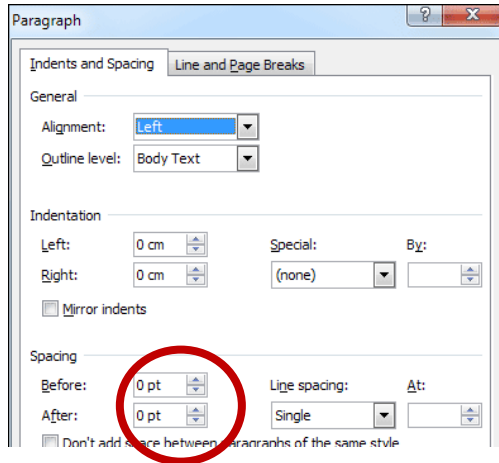 Paragraph
Indents and Spacing Line and Page Breaks
General
Alignment: Left
Outline level: Body Text
Indentation
Left: 0 cm Special: By:
Right: 0 cm (none)
Mirror indents
Spacing
Before: 0 pt Line spacing: At:
After: 0 pt Single
Don't add space between paragraphs of the same style